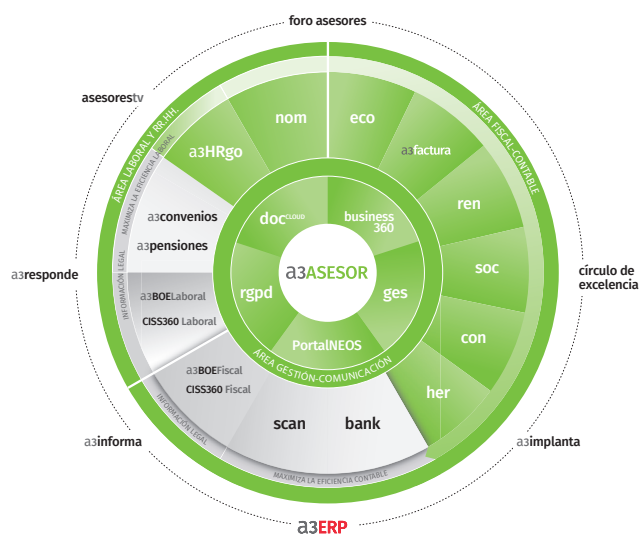 foro asesores
asesorestv
ÁREA LABORAL Y RR.HH.
ÁREA FISCAL-CONTABLE
nom
eco
a3HRgo
a3factura
MAXIMIZA LA EFICIENCIA LABORAL
ren
a3convenios
a3pensiones
docCLOUD
business
360
a3responde
INFORMACIÓN LEGAL
a3ASESOR
soc
círculo de
excelencia
a3BOELaboral
CISS360 Laboral
rgpd
ges
con
PortalNEOS
ÁREA GESTIÓN-COMUNICACIÓN
a3BOEFiscal
CISS360 Fiscal
her
scan
bank
a3informa
INFORMACIÓN LEGAL
MAXIMIZA LA EFICIENCIA CONTABLE
a3implanta
a3ERP